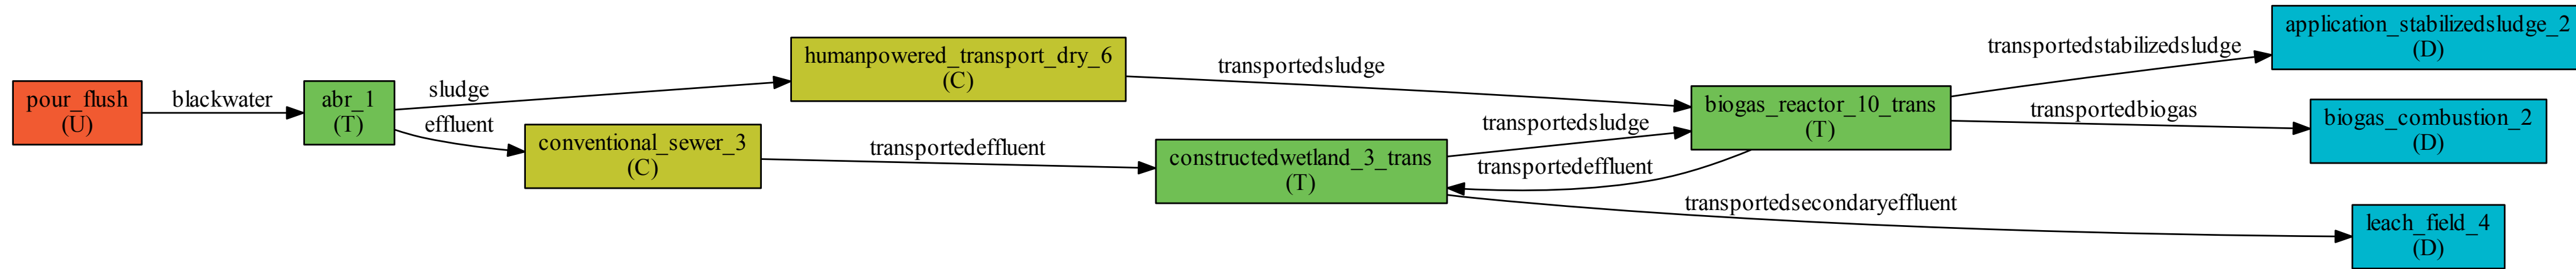 pour_flush
(U)
blackwater
abr_1
(T)
sludge
effluent
humanpowered_transport_dry_6
(C)
conventional_sewer_3
(C)
transportedsludge
transportedeffluent
constructedwetland_3_trans
(T)
transportedsludge
transportedeffluent
biogas_reactor_10_trans
(T)
transportedsecondaryeffluent
transportedstabilizedsludge
transportedbiogas
application_stabilizedsludge_2
(D)
biogas_combustion_2
(D)
leach_field_4
(D)